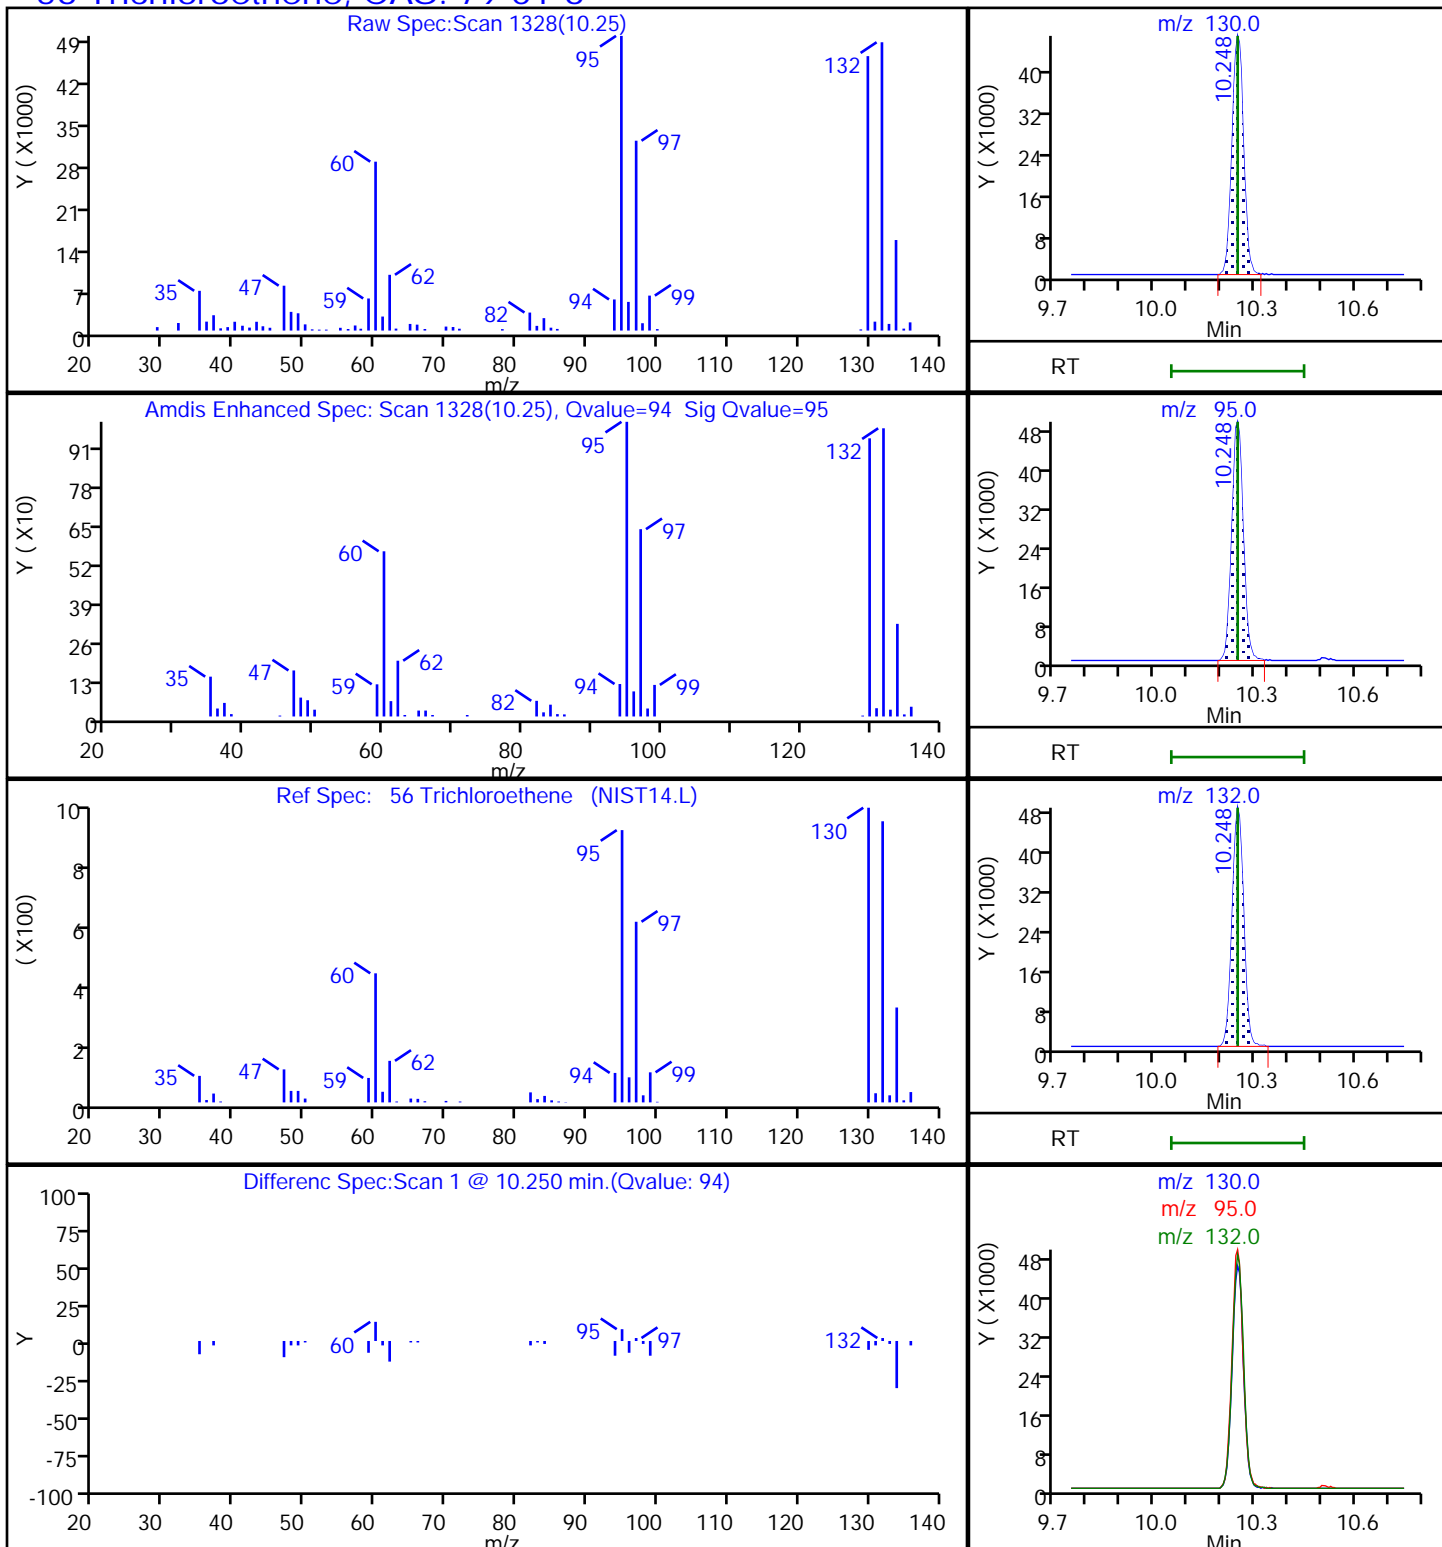 Raw Spec:Scan 1328(10.25)
Y ( X1000)
49
42
35
28
21
14
7
0
35
47
59
60
62
82
94
95
97
99
132
20 30 40 50 60 70 80 90 100 110 120 130 140
m/z
m/z 130.0
Y ( X1000)
40
32
24
16
8
0
10.248
9.7 10.0 10.3 10.6
Min
RT
Amdis Enhanced Spec: Scan 1328(10.25), Qvalue=94 Sig Qvalue=95
Y ( X10)
91
78
65
52
39
26
13
0
35
47
59
60
62
82
94
95
97
99
132
20 40 60 80 100 120 140
m/z
m/z 95.0
Y ( X1000)
48
40
32
24
16
8
0
10.248
9.7 10.0 10.3 10.6
Min
RT
Ref Spec: 56 Trichloroethene (NIST14.L)
( X100)
10
8
6
4
2
0
35
47
59
60
62
94
95
97
99
130
20 30 40 50 60 70 80 90 100 110 120 130 140
m/z 132.0
Y ( X1000)
48
40
32
24
16
8
0
10.248
9.7 10.0 10.3 10.6
Min
RT
Differenc Spec:Scan 1 @ 10.250 min.(Qvalue: 94)
Y
100
75
50
25
0
-25
-50
-75
-100
60
95
97
132
20 30 40 50 60 70 80 90 100 110 120 130 140
m/z
m/z 130.0
m/z 95.0
m/z 132.0
Y ( X1000)
48
40
32
24
16
8
0
9.7 10.0 10.3 10.6
Min